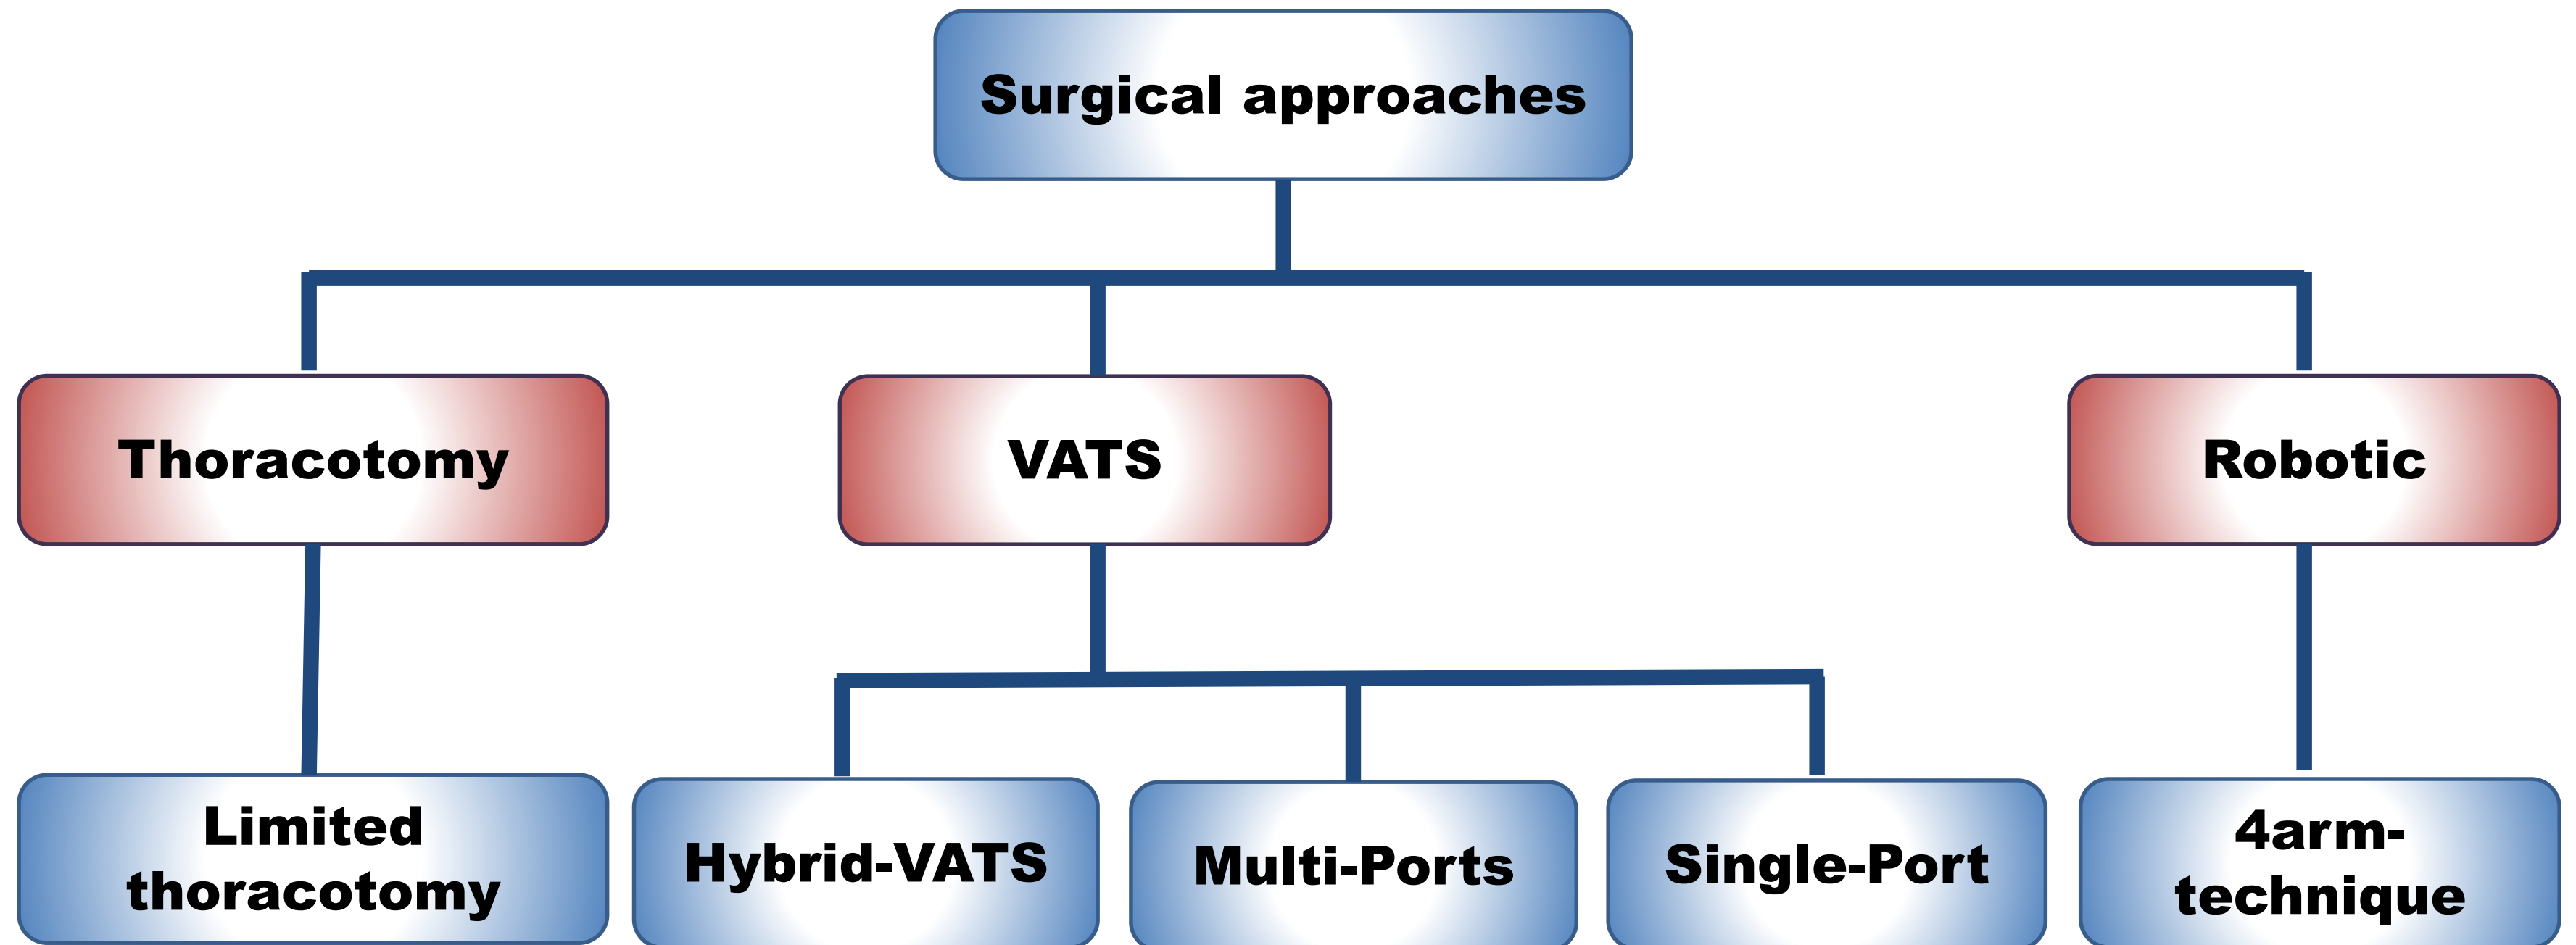 Surgical approaches
Thoracotomy
VATS
Robotic
Limited
thoracotomy
Hybrid-VATS
Multi-Ports
Single-Port
4arm-
technique